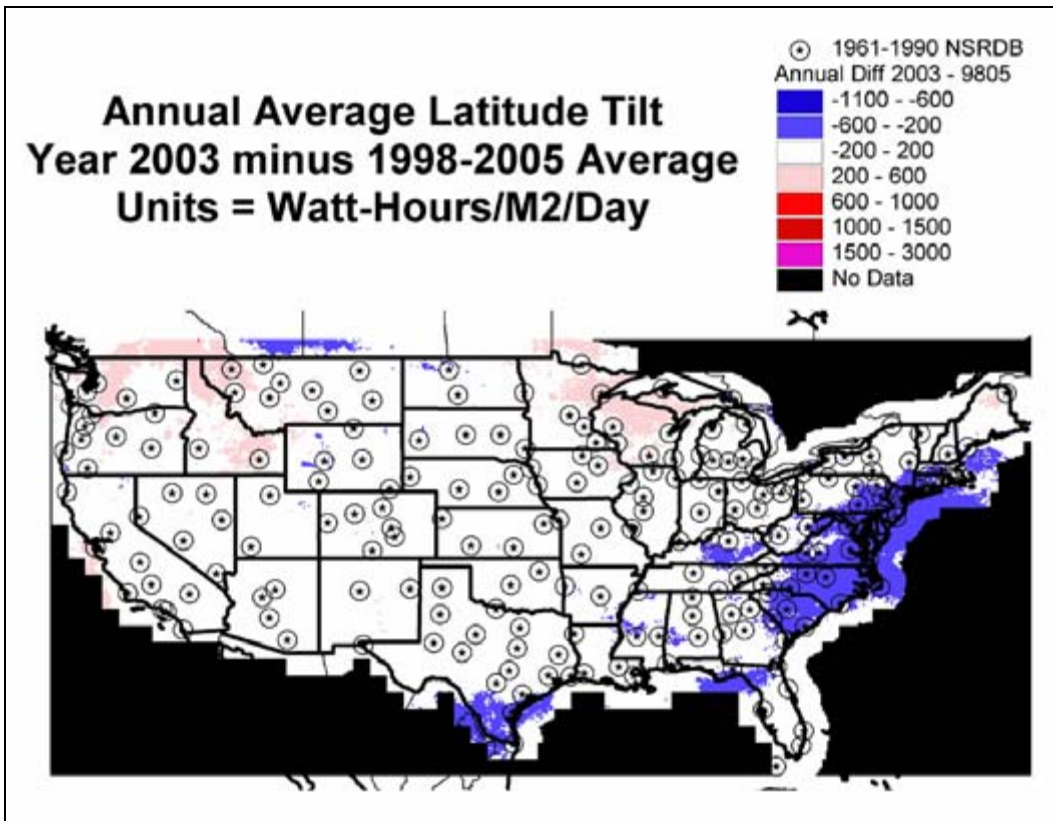 Annual Average Latitude Tilt
Year 2003 minus 1998-2005 Average
Units = Watt-Hours/M2/Day
1961-1990 NSRDB
Annual Diff 2003 - 9805
-1100 - -600
-600 - -200
-200 - 200
200 - 600
600 - 1000
1000 - 1500
1500 - 3000
No Data